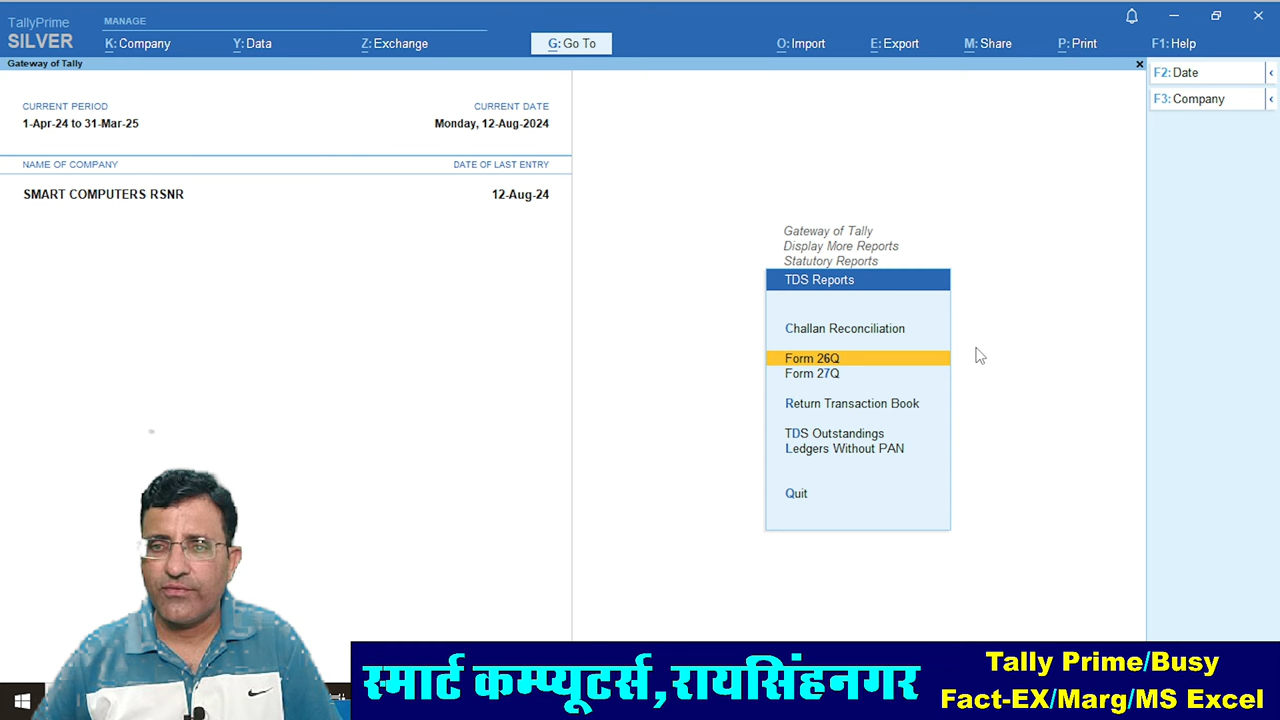 TallyPrime
SILVER
MANAGE
K: Company
Y: Data
Z: Exchange
G: Go To
O: Import
E: Export
M: Share
P: Print
F1: Help
Gateway of Tally
F2: Date
F3: Company
CURRENT PERIOD
CURRENT DATE
1-Apr-24 to 31-Mar-25
Monday, 12-Aug-2024
NAME OF COMPANY
DATE OF LAST ENTRY
SMART COMPUTERS RSNR
12-Aug-24
Gateway of Tally
Display More Reports
Statutory Reports
TDS Reports
Challan Reconciliation
Form 26Q
Form 27Q
Return Transaction Book
TDS Outstandings
Ledgers Without PAN
Quit
स्मार्ट कम्प्यूटर्स,रायसिंहनगर
Tally Prime/Busy
Fact-EX/Marg/MS Excel